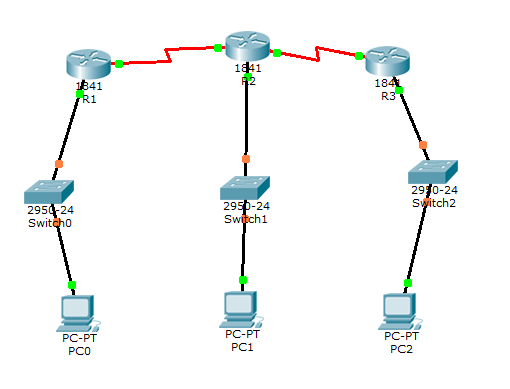 1841
R1
1841
R2
1841
R3
2950-24
Switch0
2950-24
Switch1
2950-24
Switch2
PC-PT
PC0
PC-PT
PC1
PC-PT
PC2